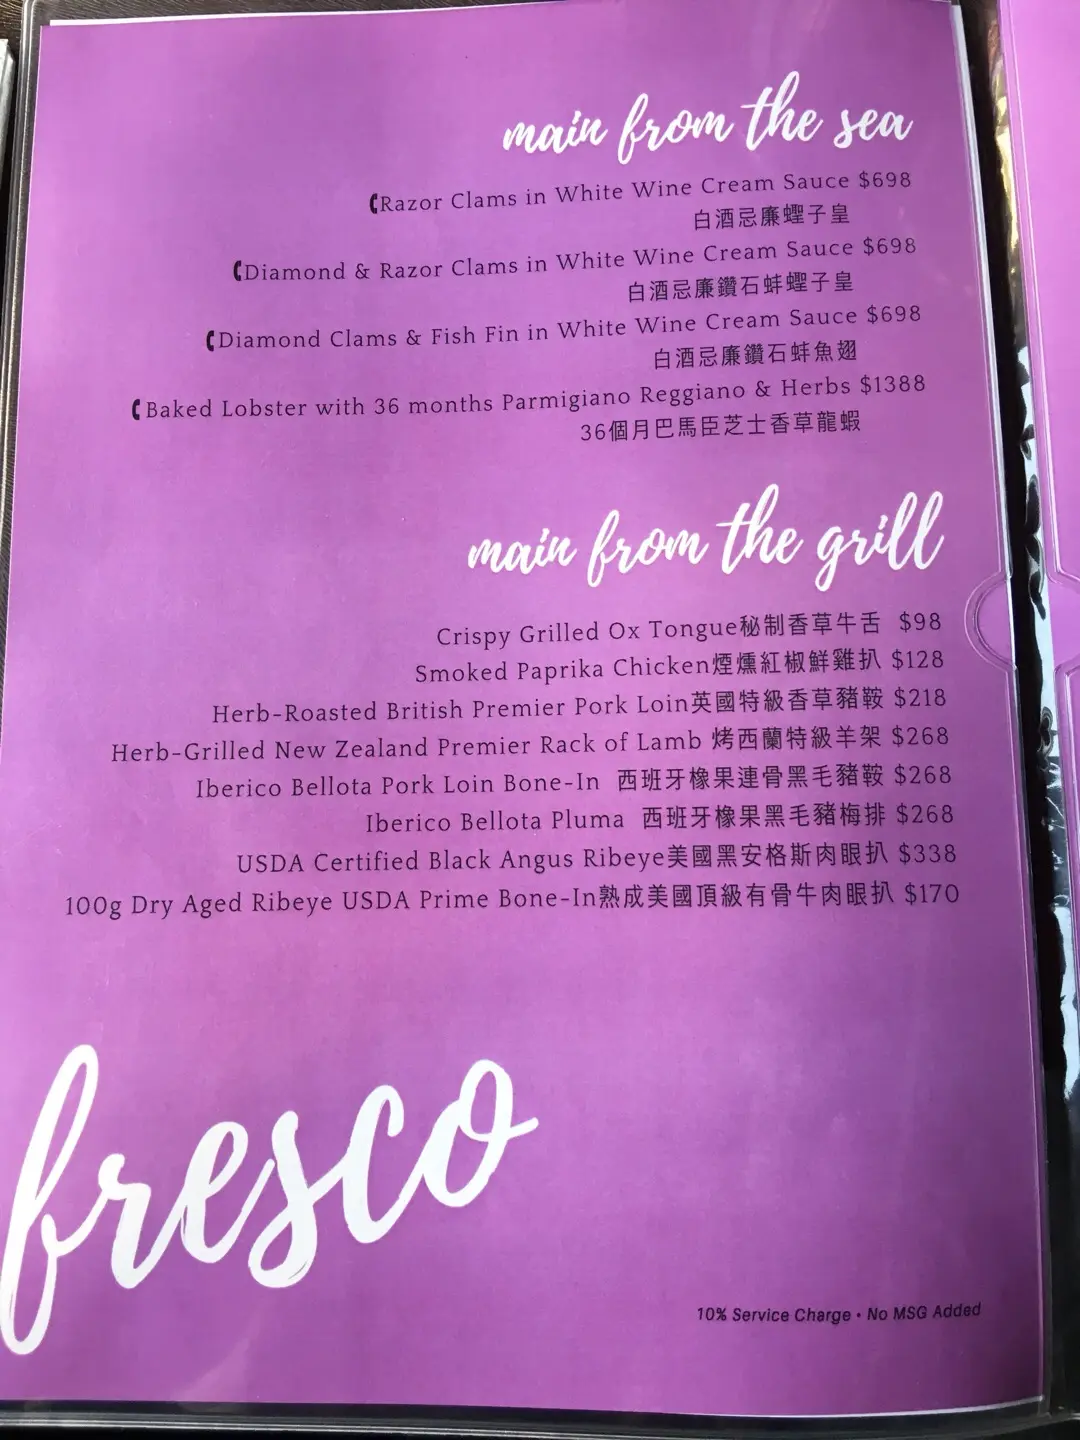 main from the sea
Razor Clams in White Wine Cream Sauce $698
白酒忌廉蟶子皇
Diamond & Razor Clams in White Wine Cream Sauce $698
白酒忌廉鑽石蚌蟶子皇
Diamond Clams & Fish Fin in White Wine Cream Sauce $698
白酒忌廉鑽石蚌魚翅
Baked Lobster with 36 months Parmigiano Reggiano & Herbs $1388
36個月巴馬臣芝士香草龍蝦
main from the grill
Crispy Grilled Ox Tongue秘制香草牛舌 $98
Smoked Paprika Chicken煙燻紅椒鮮雞扒 $128
Herb-Roasted British Premier Pork Loin英國特級香草豬鞍 $218
Herb-Grilled New Zealand Premier Rack of Lamb 烤西蘭特級羊架 $268
Iberico Bellota Pork Loin Bone-In 西班牙橡果連骨黑毛豬鞍 $268
Iberico Bellota Pluma 西班牙橡果黑毛豬梅排 $268
USDA Certified Black Angus Ribeye美國黑安格斯肉眼扒 $338
100g Dry Aged Ribeye USDA Prime Bone-In熟成美國頂級有骨牛肉眼扒 $170
fresco
10% Service Charge • No MSG Added